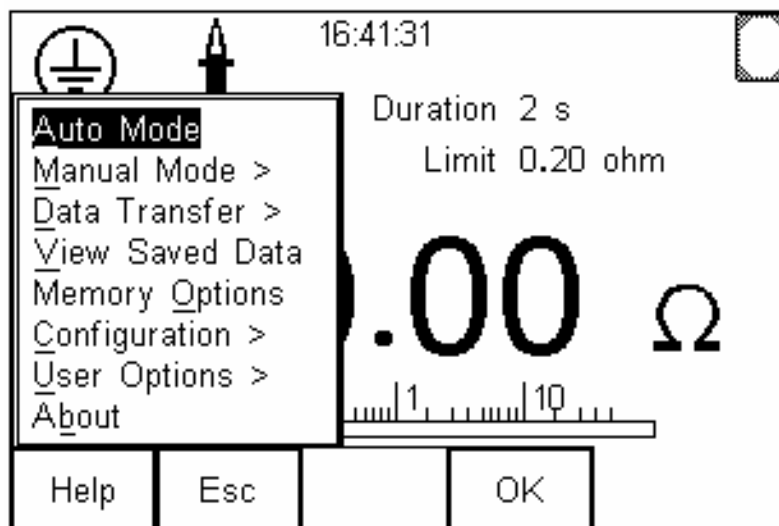 16:41:31
Duration 2 s
Limit 0.20 ohm
Auto Mode
Manual Mode >
Data Transfer >
View Saved Data
Memory Options
Configuration >
User Options >
About
.00 Ω
1 10
Help Esc OK